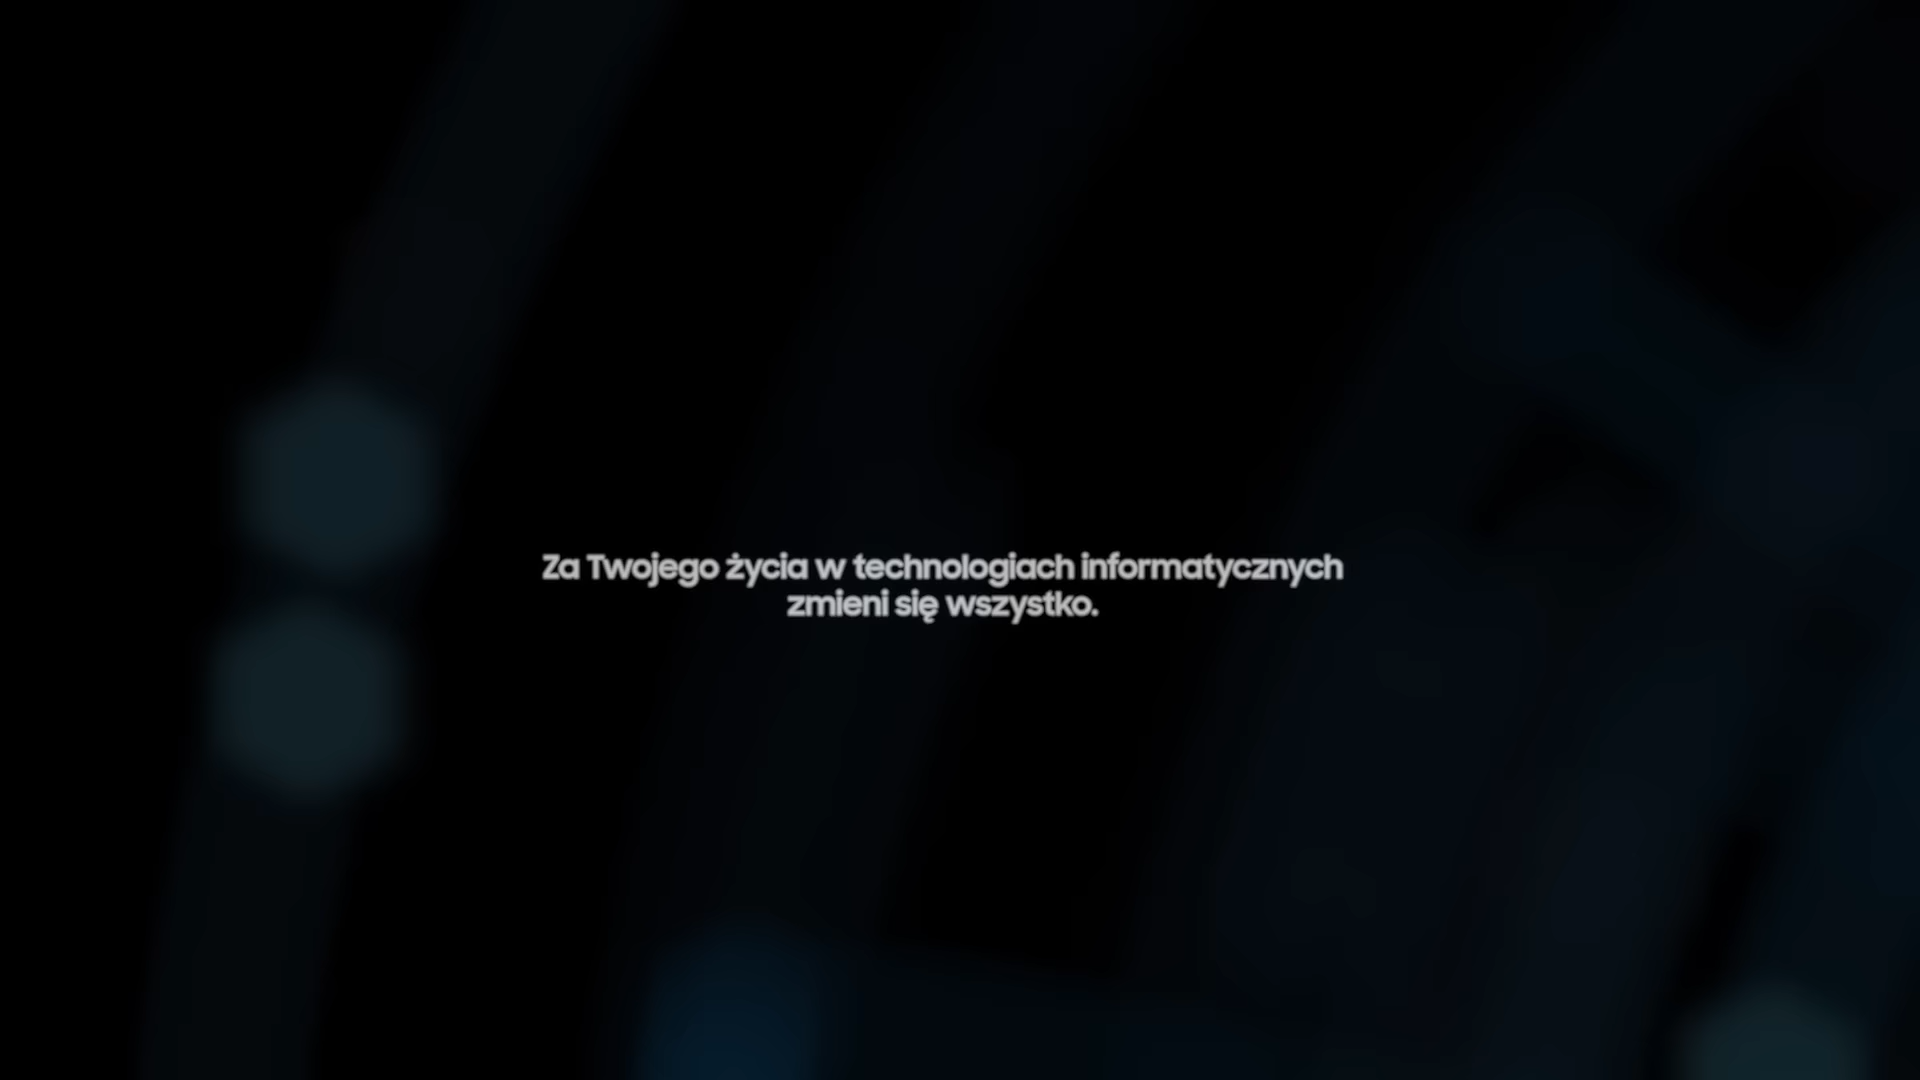 Za Twojego życia w technologiach informatycznych
zmieni się wszystko.